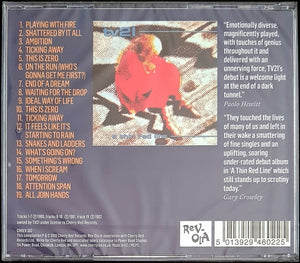 1. PLAYING WITH FIRE
2. SHATTERED BY IT ALL
3. AMBITION
4. TICKING AWAY
5. THIS IS ZERO
6. ON THE RUN (WHO'S
GONNA GET ME FIRST?)
7. END OF A DREAM
8. WAITING FOR THE DROP
9. IDEAL WAY OF LIFE
10. THIS IS ZERO
11. TICKING AWAY
12. IT FEELS LIKE IT'S
STARTING TO RAIN
13. SNAKES AND LADDERS
14. WHAT'S GOING ON?
15. SOMETHING'S WRONG
16. WHEN I SCREAM
17. TOMORROW
18. ATTENTION SPAN
19. ALL JOIN HANDS
tv21
a thin red line
"Emotionally diverse,
magnificently played,
with touches of genius
throughout it and
delivered with an
unnerving force, TV21's
debut is a welcome light
at the end of a dark
tunnel."
Paolo Hewitt
"They touched the lives
of many of us and left in
their wake a smattering
of fine singles and an
uplifting, soaring
under-rated debut album
in 'A Thin Red Line' which
still stands up to scrutiny
today."
Gary Crowley
REV-
OLA
5 013929 460225